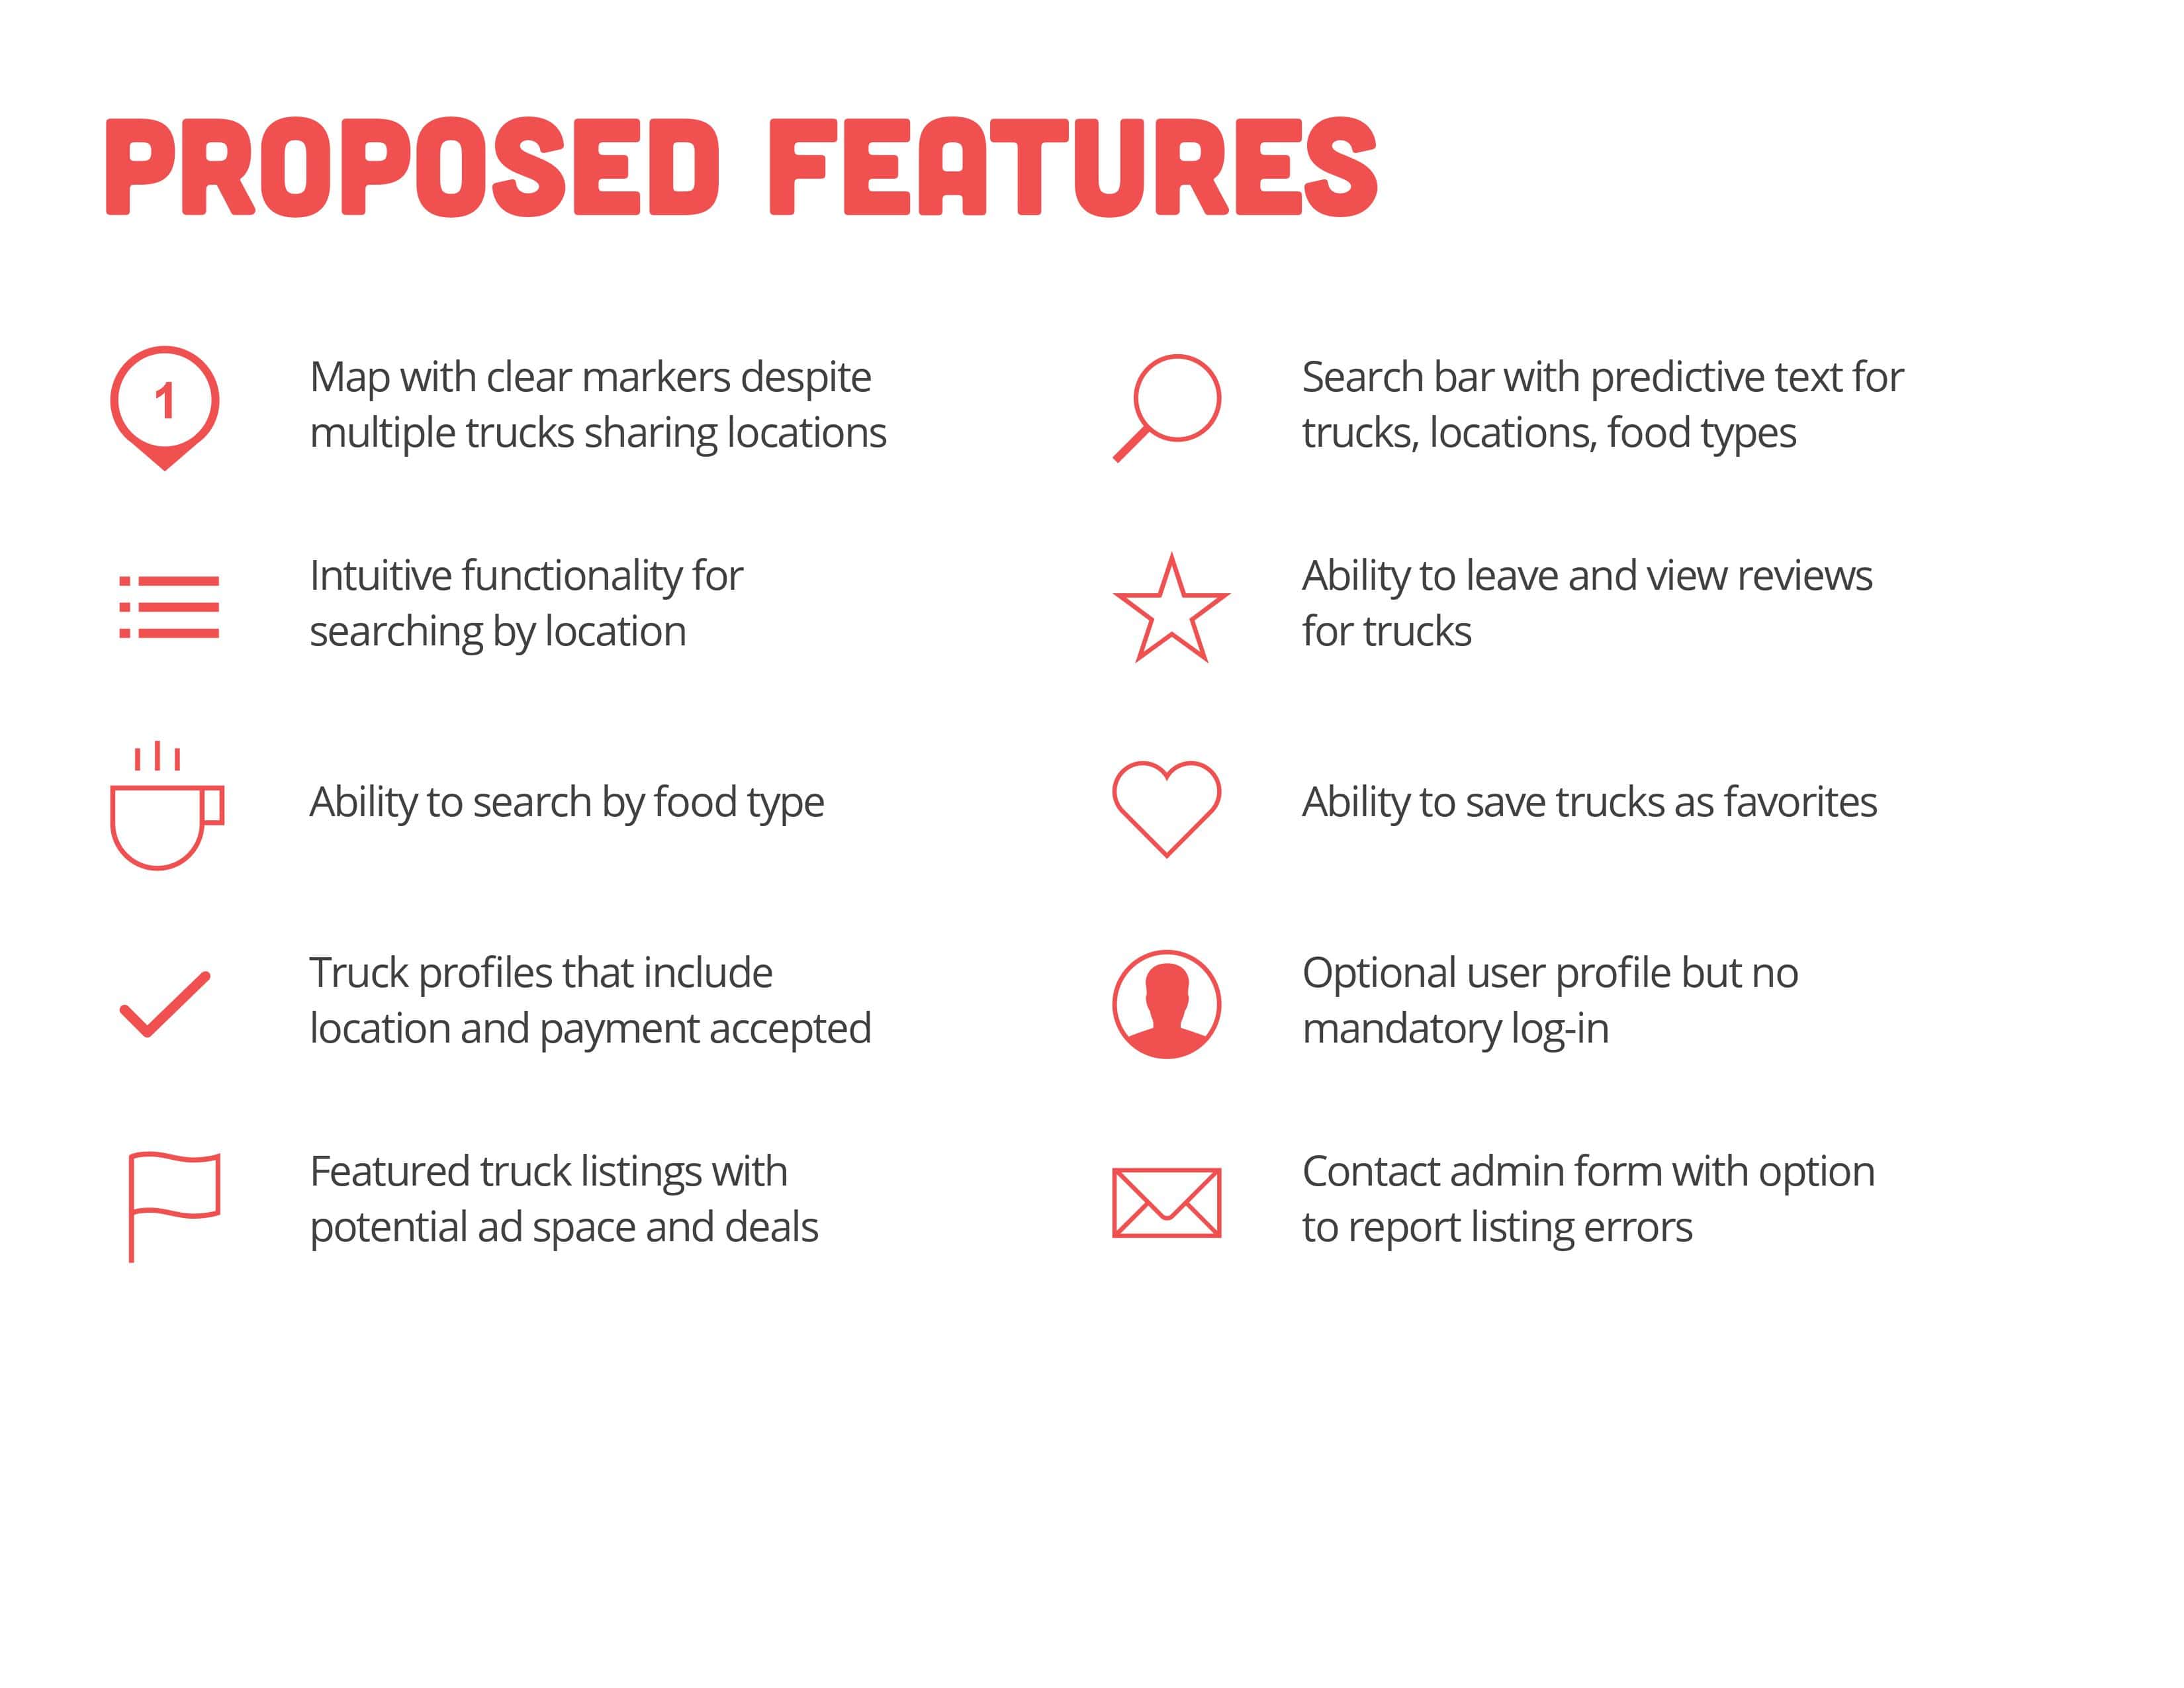 PROPOSED FEATURES
1
Map with clear markers despite
multiple trucks sharing locations
Intuitive functionality for
searching by location
Ability to search by food type
Truck profiles that include
location and payment accepted
Featured truck listings with
potential ad space and deals
Search bar with predictive text for
trucks, locations, food types
Ability to leave and view reviews
for trucks
Ability to save trucks as favorites
Optional user profile but no
mandatory log-in
Contact admin form with option
to report listing errors